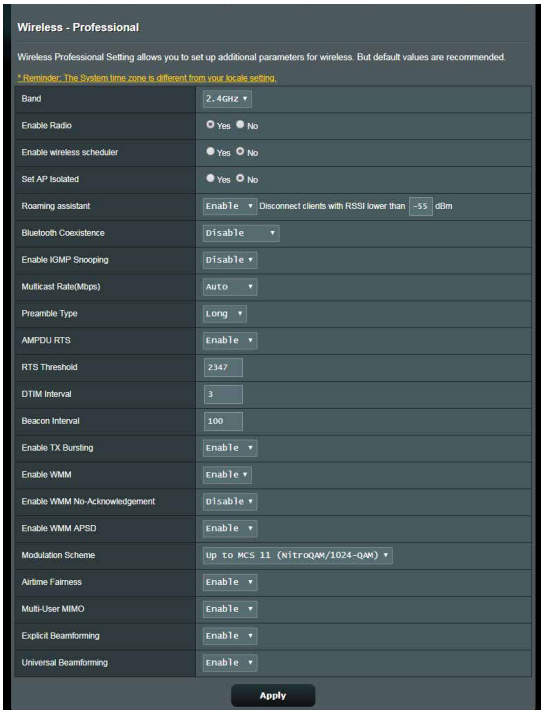 Wireless - Professional
Wireless Professional Setting allows you to set up additional parameters for wireless. But default values are recommended.
* Reminder: The System time zone is different from your locale setting.
Band 2.4GHz
Enable Radio Yes No
Enable wireless scheduler Yes No
Set AP Isolated Yes No
Roaming assistant Enable Disconnect clients with RSSI lower than -55 dBm
Bluetooth Coexistence Disable
Enable IGMP Snooping Disable
Multicast Rate(Mbps) Auto
Preamble Type Long
AMPDU RTS Enable
RTS Threshold 2347
DTIM Interval 3
Beacon Interval 100
Enable TX Bursting Enable
Enable WMM Enable
Enable WMM No-Acknowledgement Disable
Enable WMM APSD Enable
Modulation Scheme Up to MCS 11 (NitroQAM/1024-QAM)
Airtime Fairness Enable
Multi-User MIMO Enable
Explicit Beamforming Enable
Universal Beamforming Enable
Apply